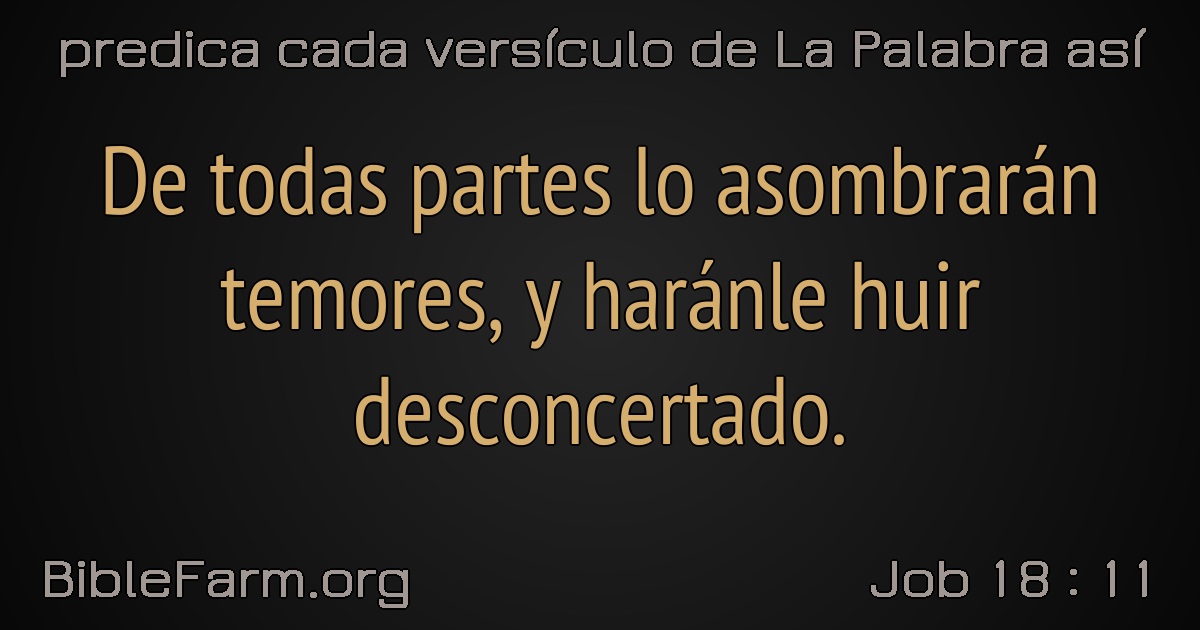 predica cada versículo de La Palabra así
De todas partes lo asombrarán
temores, y haránle huir
desconcertado.
BibleFarm.org
Job 18 : 11